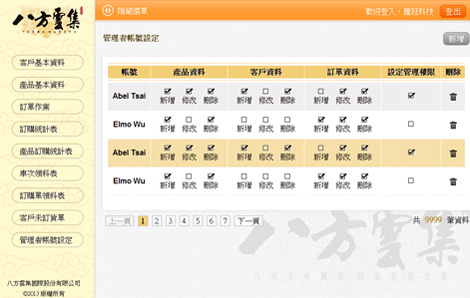 八方雲集
隱藏選單
歡迎登入, 鐘冠科技
登出
管理者帳號設定
新增
客戶基本資料
產品基本資料
訂單作業
訂購統計表
產品訂購統計表
車次領料表
訂購單領料表
客戶未訂貨單
管理者帳號設定
八方雲集國際股份有限公司
©2013 版權所有
帳號 產品資料 客戶資料 訂單資料 設定管理權限 刪除
Abel Tsai 新增 修改 刪除 新增 修改 刪除 新增 修改 刪除
Elmo Wu 新增 修改 刪除 新增 修改 刪除 新增 修改 刪除
Abel Tsai 新增 修改 刪除 新增 修改 刪除 新增 修改 刪除
Elmo Wu 新增 修改 刪除 新增 修改 刪除 新增 修改 刪除
上一頁 1 2 3 4 5 6 7 下一頁
共 9999 筆資料
八方雲集